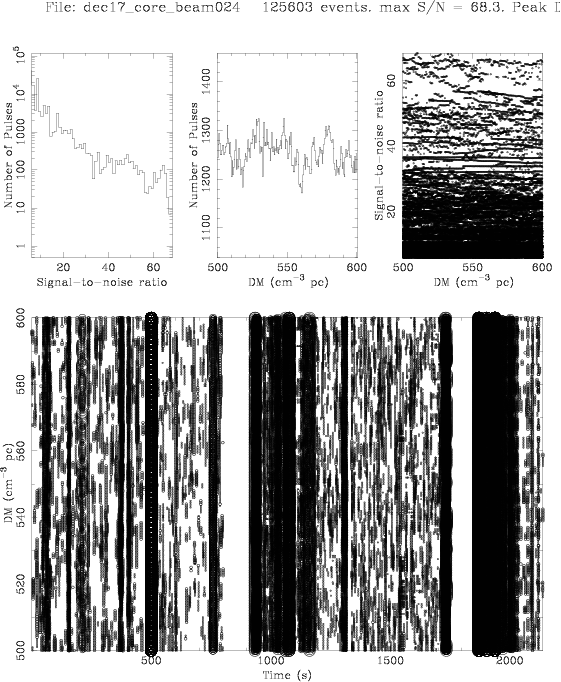 File: dec17_core_beam024 125603 events. max S/N = 68.3. Peak D
Number of Pulses
1 10 100 1000 10^4 10^5
20 40 60
Signal-to-noise ratio
Number of Pulses
1100 1200 1300 1400
500 550 600
DM (cm^-3 pc)
Signal-to-noise ratio
20 40 60
500 550 600
DM (cm^-3 pc)
DM (cm^-3 pc)
500 520 540 560 580 600
500 1000 1500 2000
Time (s)